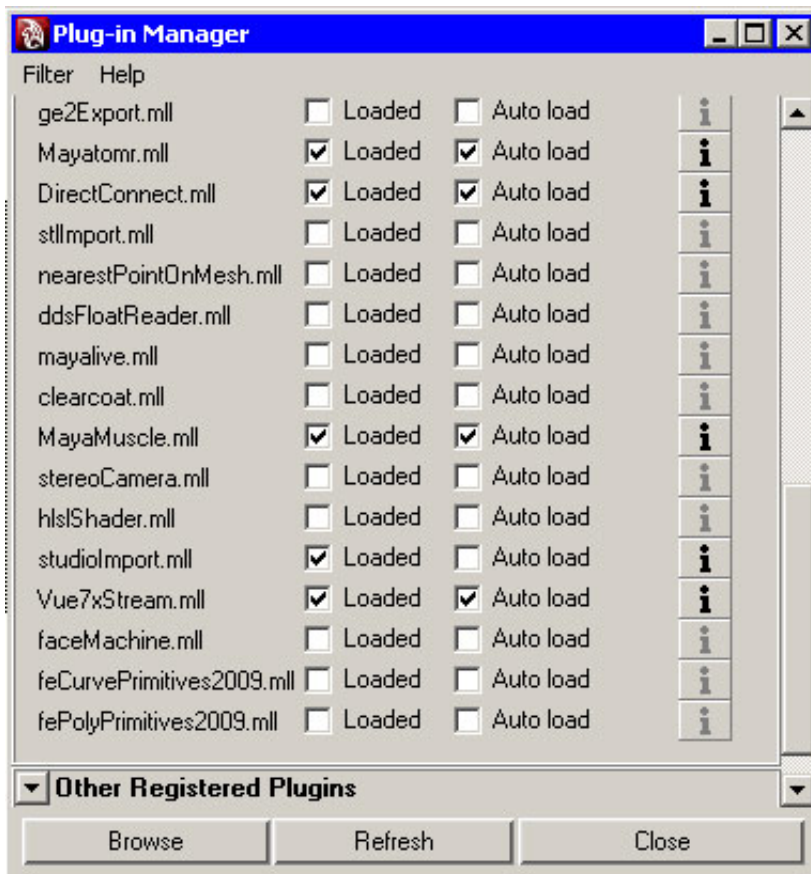 Plug-in Manager
Filter Help
ge2Export.mll Loaded Auto load i
Mayatomr.mll Loaded Auto load i
DirectConnect.mll Loaded Auto load i
stlImport.mll Loaded Auto load i
nearestPointOnMesh.mll Loaded Auto load i
ddsFloatReader.mll Loaded Auto load i
mayalive.mll Loaded Auto load i
clearcoat.mll Loaded Auto load i
MayaMuscle.mll Loaded Auto load i
stereoCamera.mll Loaded Auto load i
hlslShader.mll Loaded Auto load i
studioImport.mll Loaded Auto load i
Vue7xStream.mll Loaded Auto load i
faceMachine.mll Loaded Auto load i
feCurvePrimitives2009.mll Loaded Auto load i
fePolyPrimitives2009.mll Loaded Auto load i
Other Registered Plugins
Browse Refresh Close